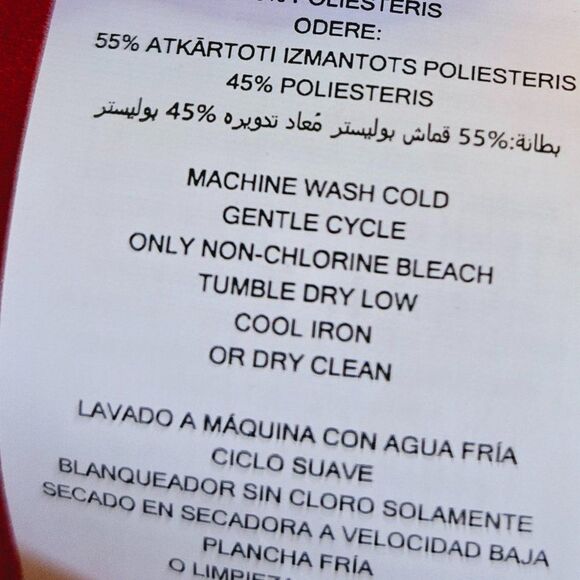 POLIESTERIS
ODERE:
55% ATKĀRTOTI IZMANTOTS POLIESTERIS
45% POLIESTERIS
بطانة:%55 قماش بوليستر مُعاد تدويره %45 بوليستر
MACHINE WASH COLD
GENTLE CYCLE
ONLY NON-CHLORINE BLEACH
TUMBLE DRY LOW
COOL IRON
OR DRY CLEAN
LAVADO A MÁQUINA CON AGUA FRÍA
CICLO SUAVE
BLANQUEADOR SIN CLORO SOLAMENTE
SECADO EN SECADORA A VELOCIDAD BAJA
PLANCHA FRÍA
O